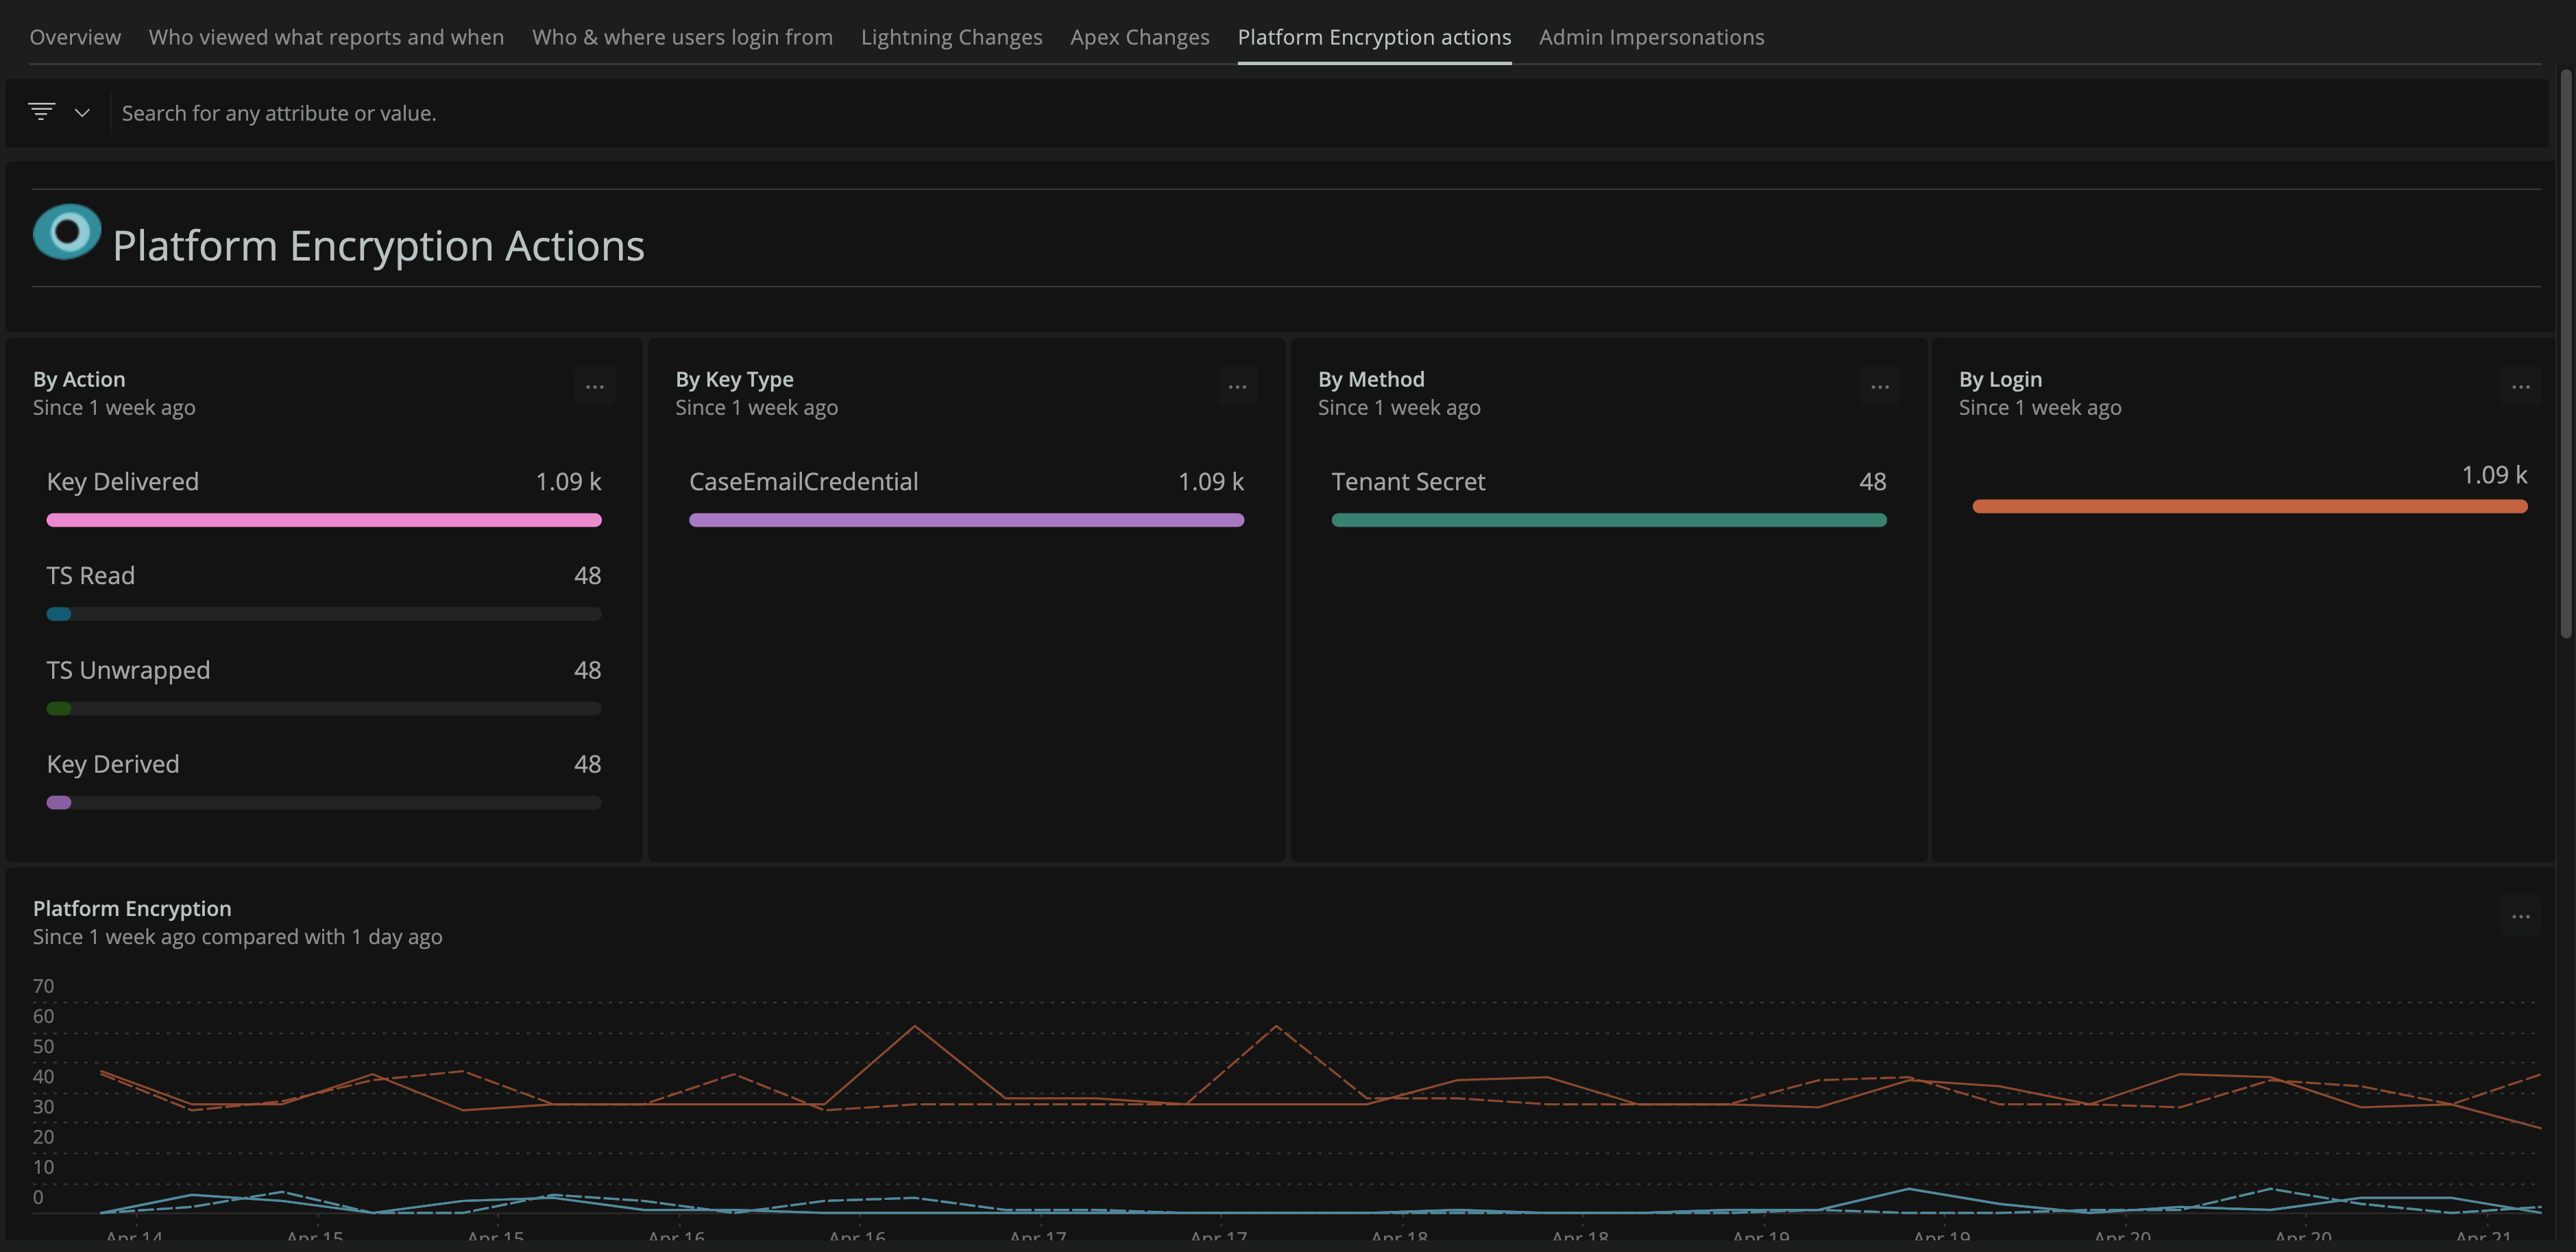 Overview Who viewed what reports and when Who & where users login from Lightning Changes Apex Changes Platform Encryption actions Admin Impersonations
Search for any attribute or value.
Platform Encryption Actions
By Action
Since 1 week ago
Key Delivered 1.09 k
TS Read 48
TS Unwrapped 48
Key Derived 48
By Key Type
Since 1 week ago
CaseEmailCredential 1.09 k
By Method
Since 1 week ago
Tenant Secret 48
By Login
Since 1 week ago
1.09 k
Platform Encryption
Since 1 week ago compared with 1 day ago
70
60
50
40
30
20
10
0
Apr 14 Apr 15 Apr 15 Apr 16 Apr 16 Apr 17 Apr 17 Apr 18 Apr 18 Apr 19 Apr 19 Apr 20 Apr 20 Apr 21